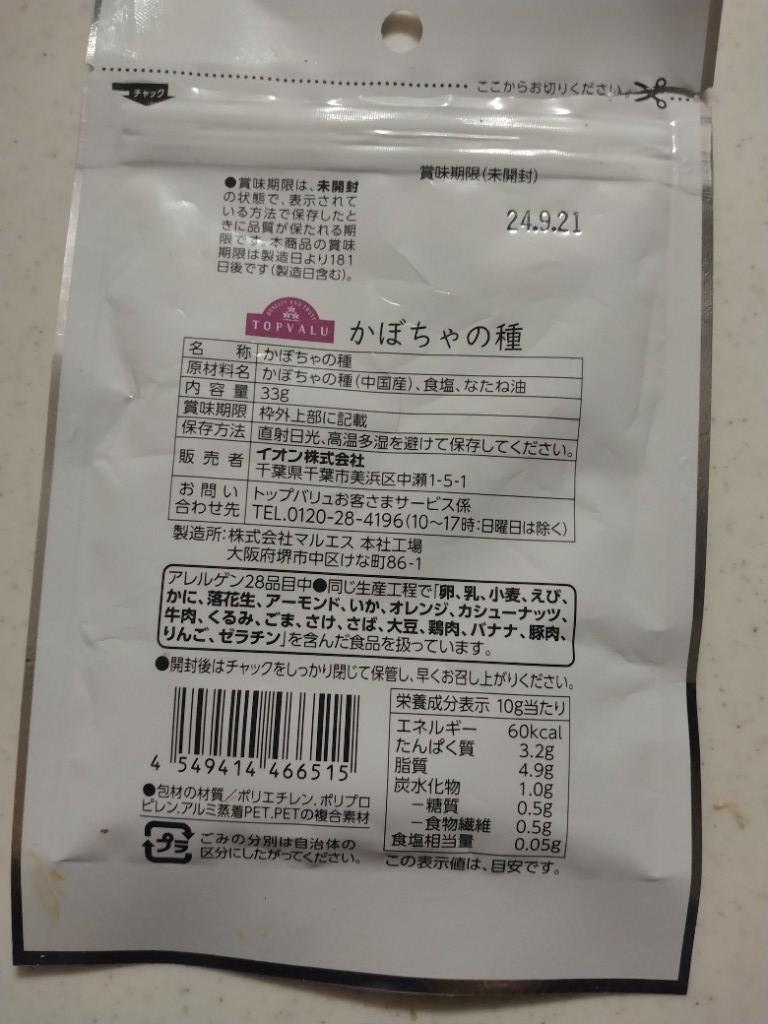 ここからお切りください。
チャック
賞味期限(未開封)
24.9.21
●賞味期限は、未開封
の状態で、表示されて
いる方法で保存したと
きに品質が保たれる期
限です。本商品の賞味
期限は製造日より181
日後です(製造日含む)。
QUALITY AND TRUST
TOPVALU
かぼちゃの種
名 称 かぼちゃの種
原材料名 かぼちゃの種(中国産)、食塩、なたね油
内容量 33g
賞味期限 枠外上部に記載
保存方法 直射日光、高温多湿を避けて保存してください。
販売者 イオン株式会社
千葉県千葉市美浜区中瀬1-5-1
お問い合わせ先 トップバリュお客さまサービス係
TEL.0120-28-4196(10〜17時:日曜日は除く)
製造所:株式会社マルエス 本社工場
大阪府堺市中区けな町86-1
アレルゲン28品目中●同じ生産工程で「卵、乳、小麦、えび、
かに、落花生、アーモンド、いか、オレンジ、カシューナッツ、
牛肉、くるみ、ごま、さけ、さば、大豆、鶏肉、バナナ、豚肉、
りんご、ゼラチン」を含んだ食品を扱っています。
●開封後はチャックをしっかり閉じて保管し、早くお召し上がりください。
4 549414 466515
●包材の材質/ポリエチレン、ポリプロ
ピレン、アルミ蒸着PET、PETの複合素材
プラ
ごみの分別は自治体の
区分にしたがってください。
栄養成分表示 10g当たり
エネルギー 60kcal
たんぱく質 3.2g
脂質 4.9g
炭水化物 1.0g
−糖質 0.5g
−食物繊維 0.5g
食塩相当量 0.05g
この表示値は、目安です。